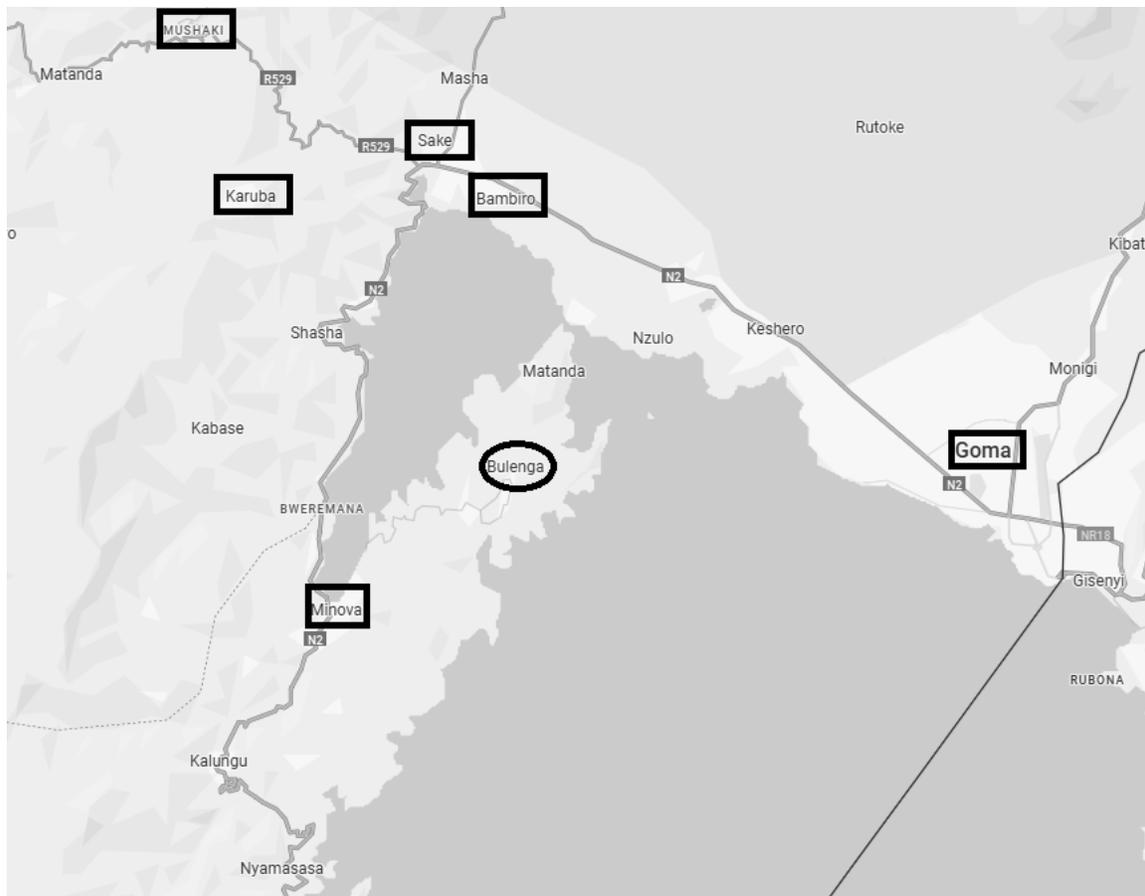 MUSHAKI
Matanda
R529
Masha
Rutoke
Sake
R529
Karuba
Bambiro
o
Kibat
N2
N2
Shasha
Keshero
Nzulo
Matanda
Monigi
Kabase
Goma
Bulenga
N2
BWEREMANA
NR18
Gisenyi
Minova
N2
RUBONA
Kalungu
Nyamasasa